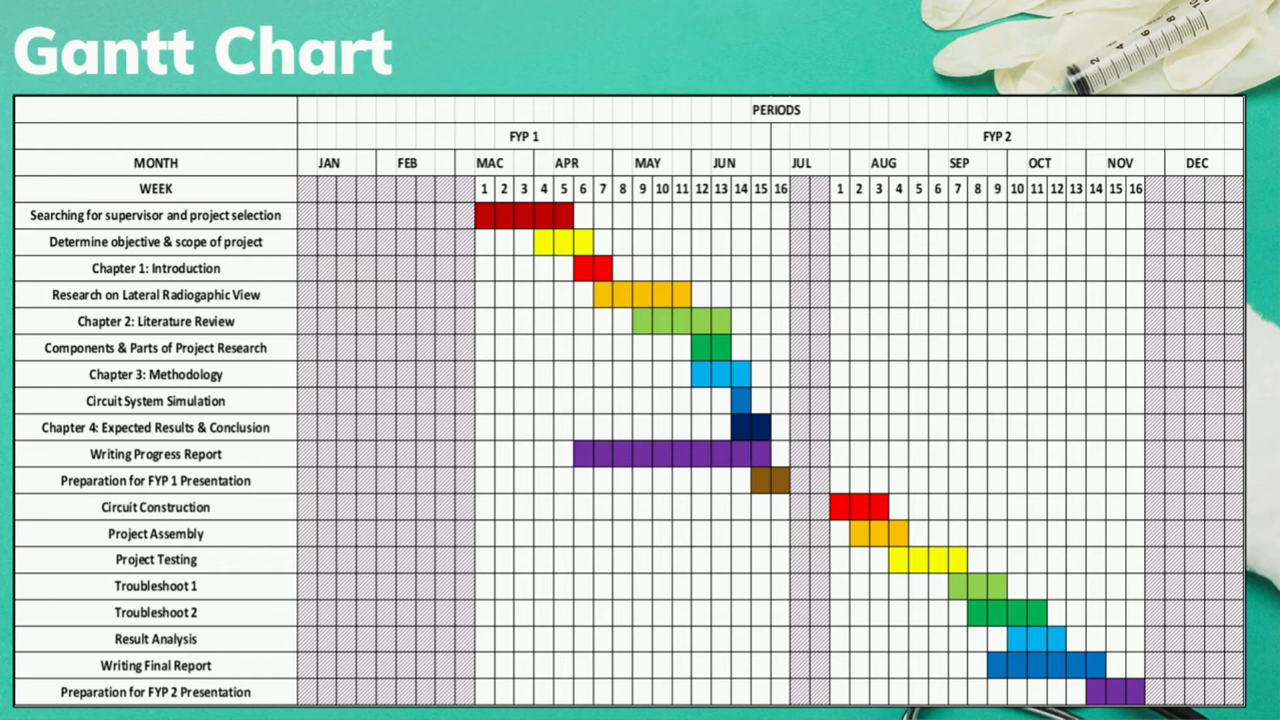 Gantt Chart
PERIODS
FYP 1 FYP 2
MONTH JAN FEB MAC APR MAY JUN JUL AUG SEP OCT NOV DEC
WEEK 1 2 3 4 5 6 7 8 9 10 11 12 13 14 15 16 1 2 3 4 5 6 7 8 9 10 11 12 13 14 15 16
Searching for supervisor and project selection
Determine objective & scope of project
Chapter 1: Introduction
Research on Lateral Radiogaphic View
Chapter 2: Literature Review
Components & Parts of Project Research
Chapter 3: Methodology
Circuit System Simulation
Chapter 4: Expected Results & Conclusion
Writing Progress Report
Preparation for FYP 1 Presentation
Circuit Construction
Project Assembly
Project Testing
Troubleshoot 1
Troubleshoot 2
Result Analysis
Writing Final Report
Preparation for FYP 2 Presentation
2 4 6 8 10